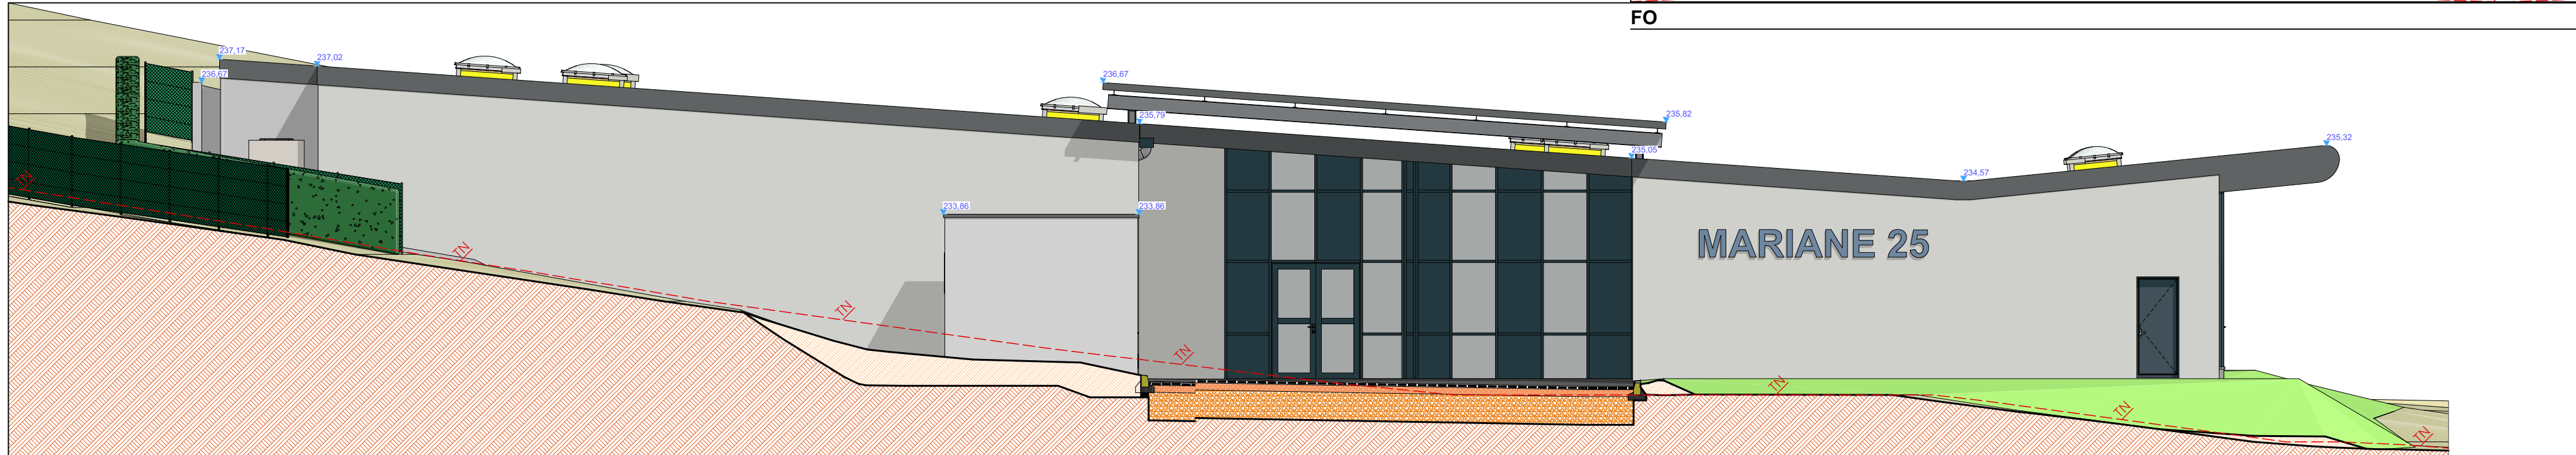 FO
237,17
237,02
236,67
236,67
235,79
235,82
235,05
235,32
234,57
233,86
233,86
MARIANE 25
TN
TN
TN
TN
TN
TN
TN